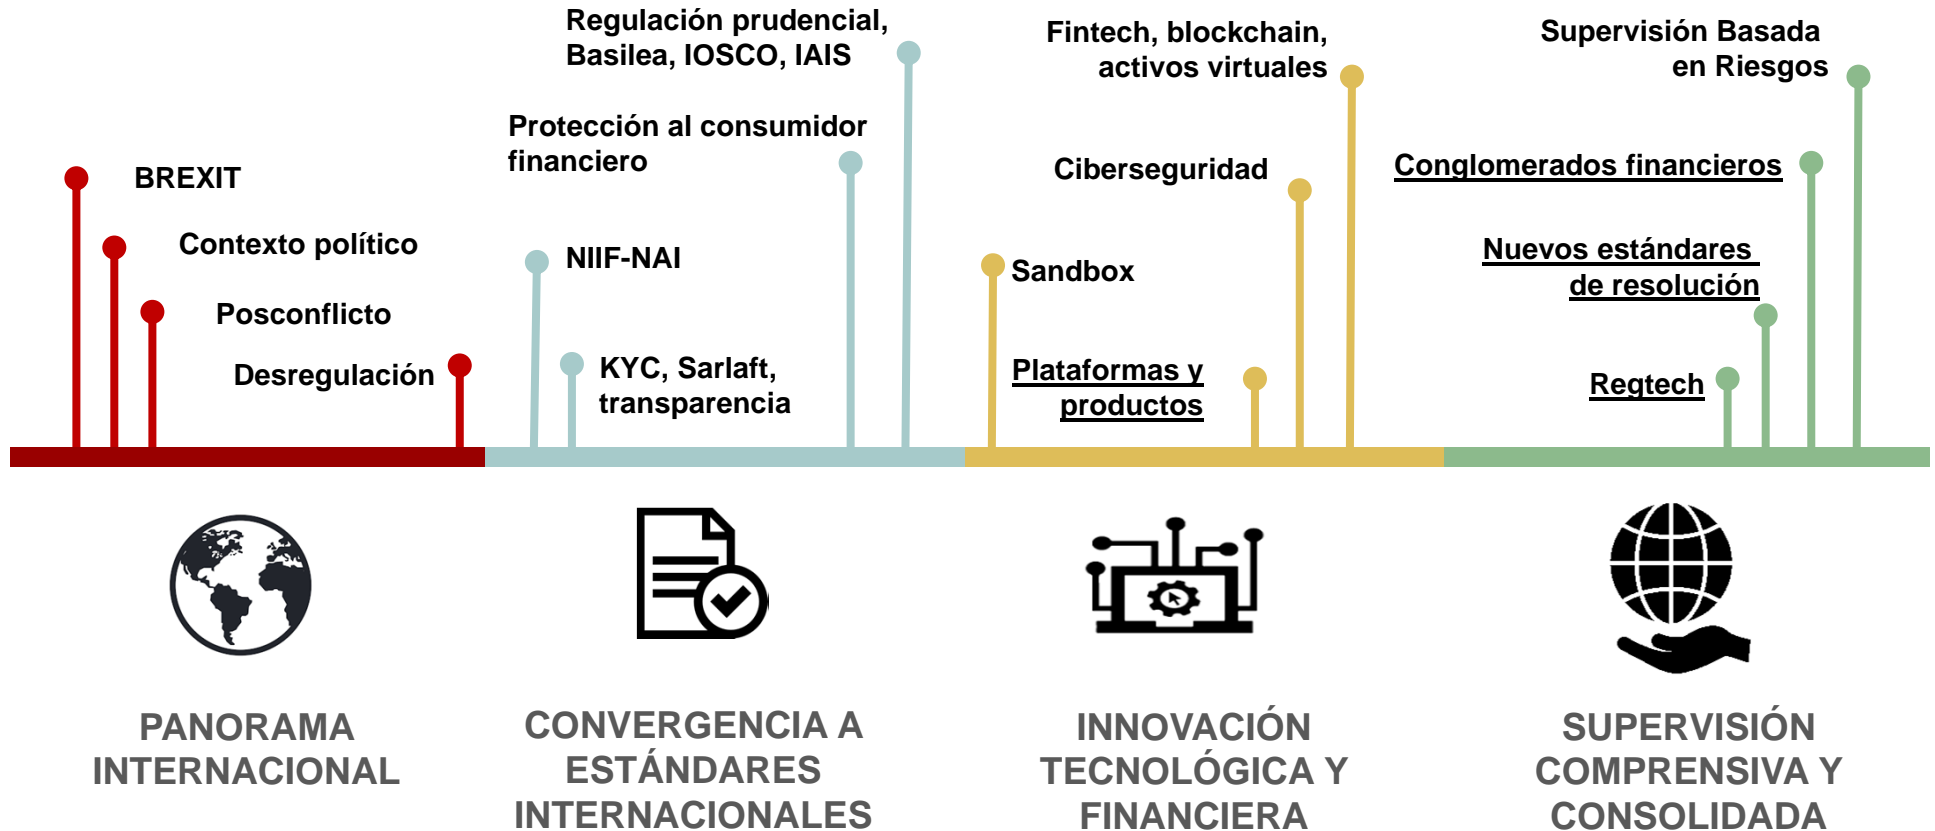 BREXIT
Contexto político
Posconflicto
Desregulación
Regulación prudencial,
Basilea, IOSCO, IAIS
Protección al consumidor
financiero
NIIF-NAI
KYC, Sarlaft,
transparencia
Fintech, blockchain,
activos virtuales
Ciberseguridad
Sandbox
Plataformas y
productos
Supervisión Basada
en Riesgos
Conglomerados financieros
Nuevos estándares
de resolución
Regtech
PANORAMA
INTERNACIONAL
CONVERGENCIA A
ESTÁNDARES
INTERNACIONALES
INNOVACIÓN
TECNOLÓGICA Y
FINANCIERA
SUPERVISIÓN
COMPRENSIVA Y
CONSOLIDADA